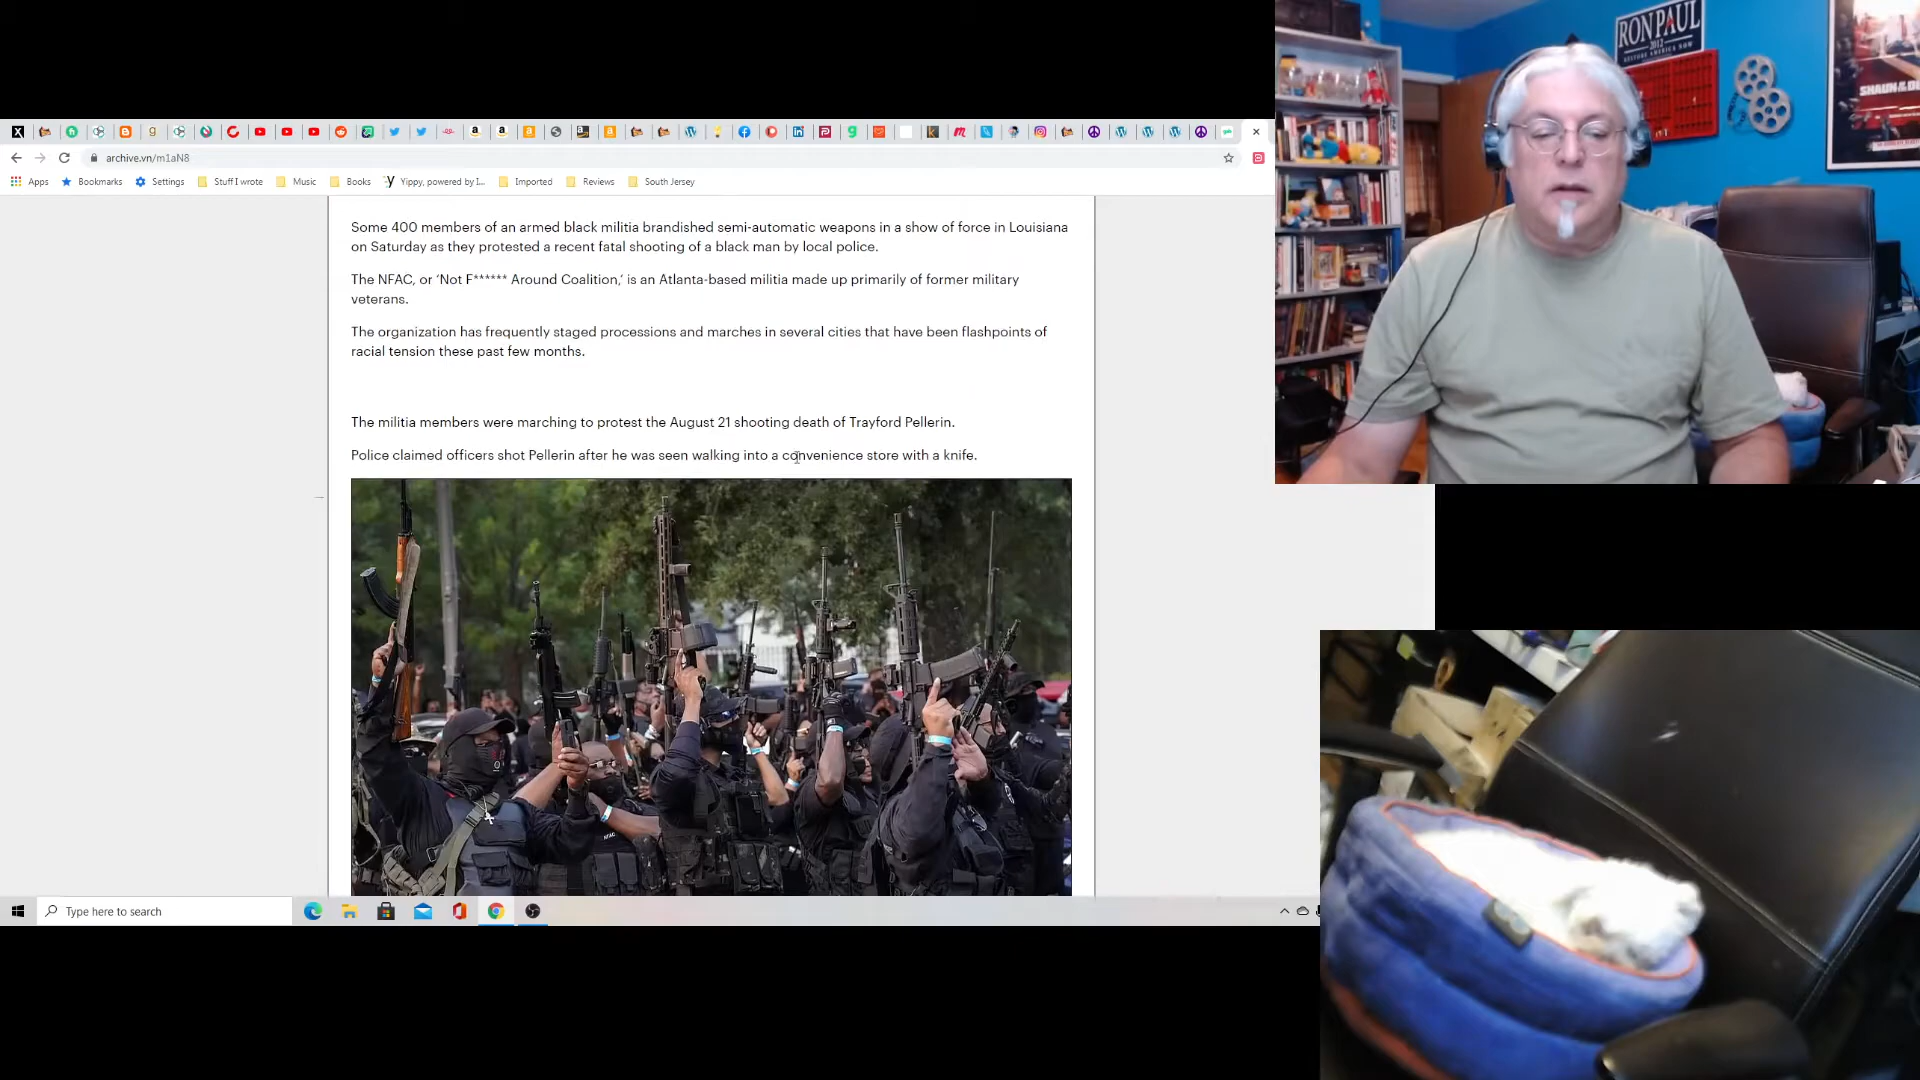 archive.vn/m1aN8
Apps Bookmarks Settings Stuff I wrote Music Books Yippy, powered by I... Imported Reviews South Jersey
Some 400 members of an armed black militia brandished semi-automatic weapons in a show of force in Louisiana
on Saturday as they protested a recent fatal shooting of a black man by local police.
The NFAC, or ‘Not F****** Around Coalition,’ is an Atlanta-based militia made up primarily of former military
veterans.
The organization has frequently staged processions and marches in several cities that have been flashpoints of
racial tension these past few months.
The militia members were marching to protest the August 21 shooting death of Trayford Pellerin.
Police claimed officers shot Pellerin after he was seen walking into a convenience store with a knife.
Type here to search
RON PAUL
2012
RESTORE AMERICA NOW